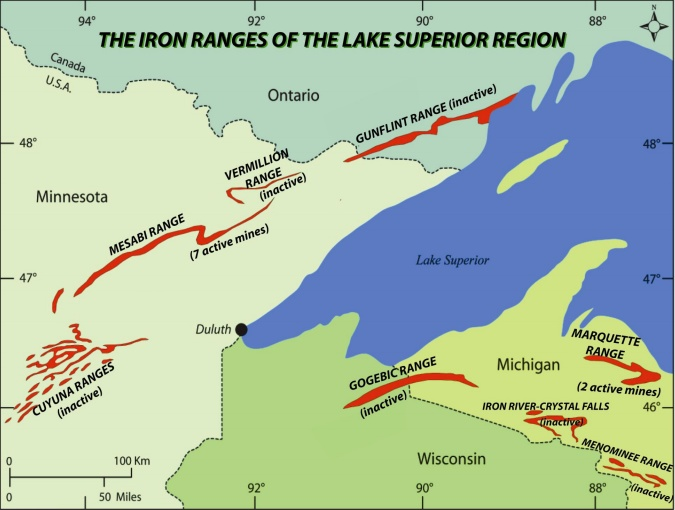 94°
92°
90°
88°
THE IRON RANGES OF THE LAKE SUPERIOR REGION
N
Canada
U.S.A.
Ontario
GUNFLINT RANGE (inactive)
48°
48°
VERMILLION
RANGE
(inactive)
Minnesota
MESABI RANGE
(7 active mines)
Lake Superior
47°
47°
Duluth
MARQUETTE
RANGE
(2 active mines)
GOGEBIC RANGE
(inactive)
Michigan
CUYUNA RANGES
(inactive)
46°
IRON RIVER-CRYSTAL FALLS
(inactive)
MENOMINEE RANGE
(inactive)
Wisconsin
0 100 Km
0 50 Miles
92°
90°
88°